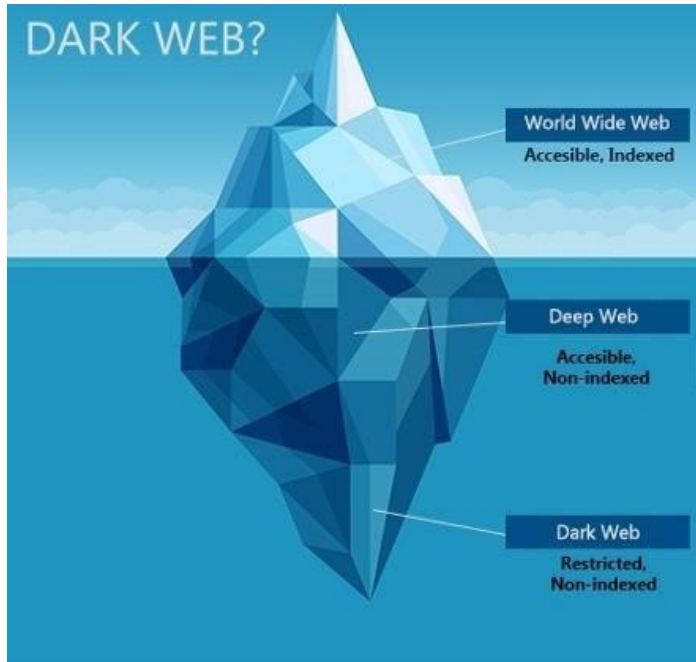 DARK WEB?
World Wide Web
Accesible, Indexed
Deep Web
Accesible,
Non-indexed
Dark Web
Restricted,
Non-indexed